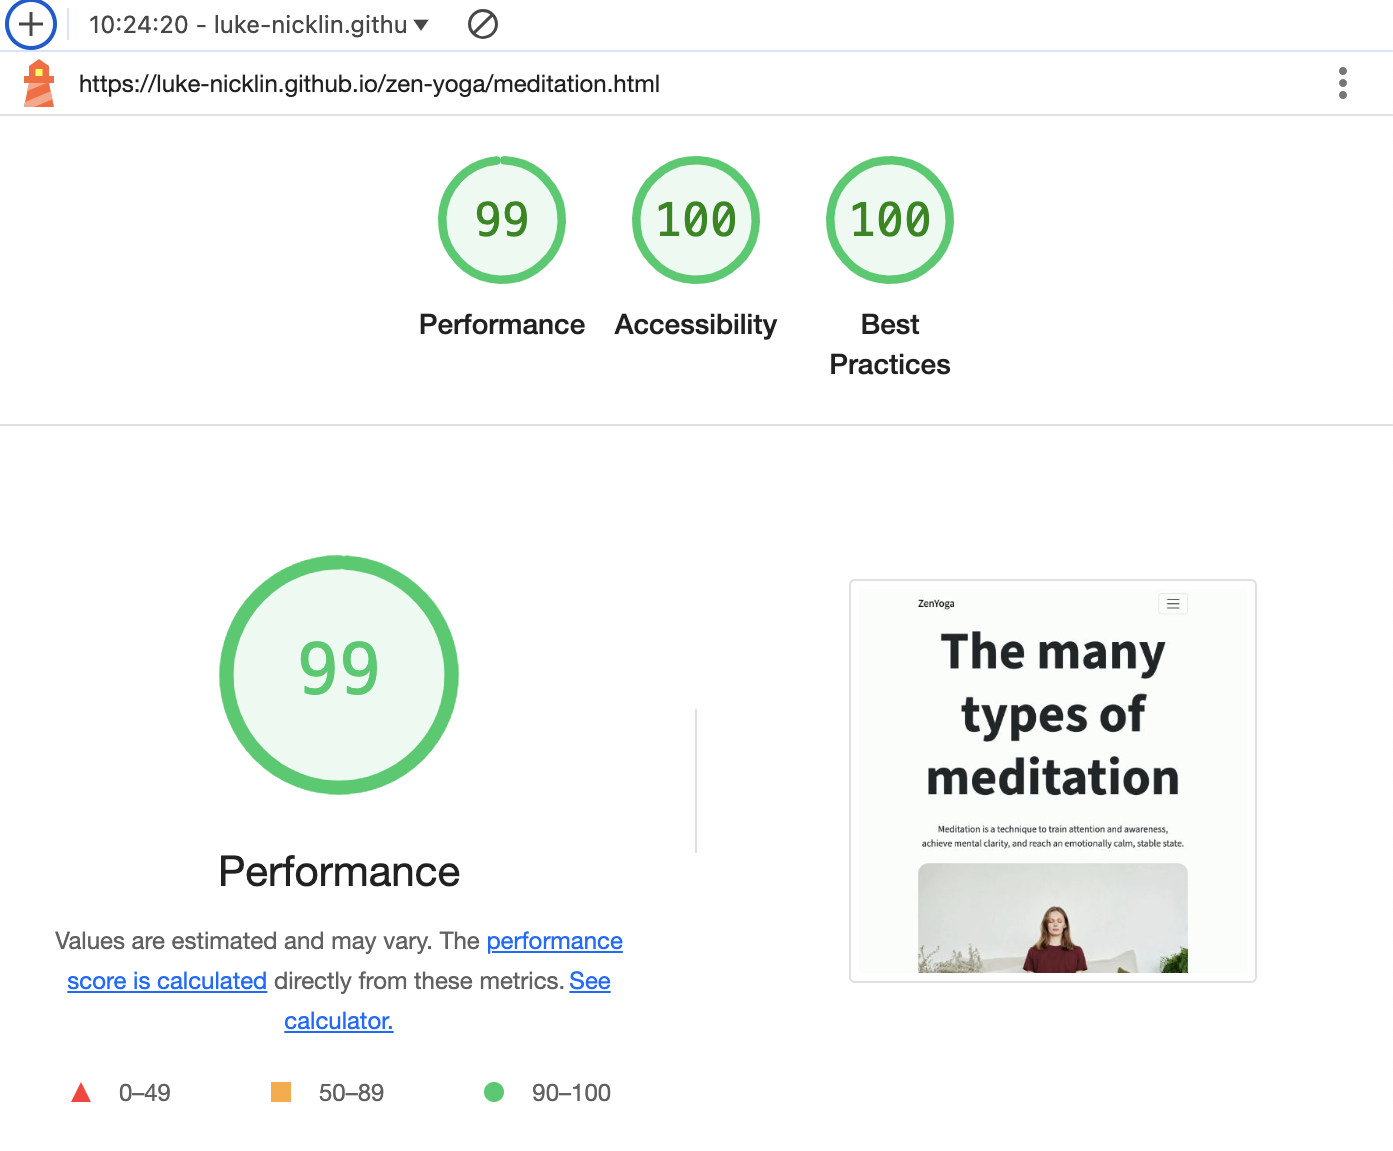 10:24:20 - luke-nicklin.githu
https://luke-nicklin.github.io/zen-yoga/meditation.html
99
100
100
Performance
Accessibility
Best
Practices
99
Performance
Values are estimated and may vary. The performance
score is calculated directly from these metrics. See
calculator.
0–49
50–89
90–100
ZenYoga
The many
types of
meditation
Meditation is a technique to train attention and awareness,
achieve mental clarity, and reach an emotionally calm, stable state.